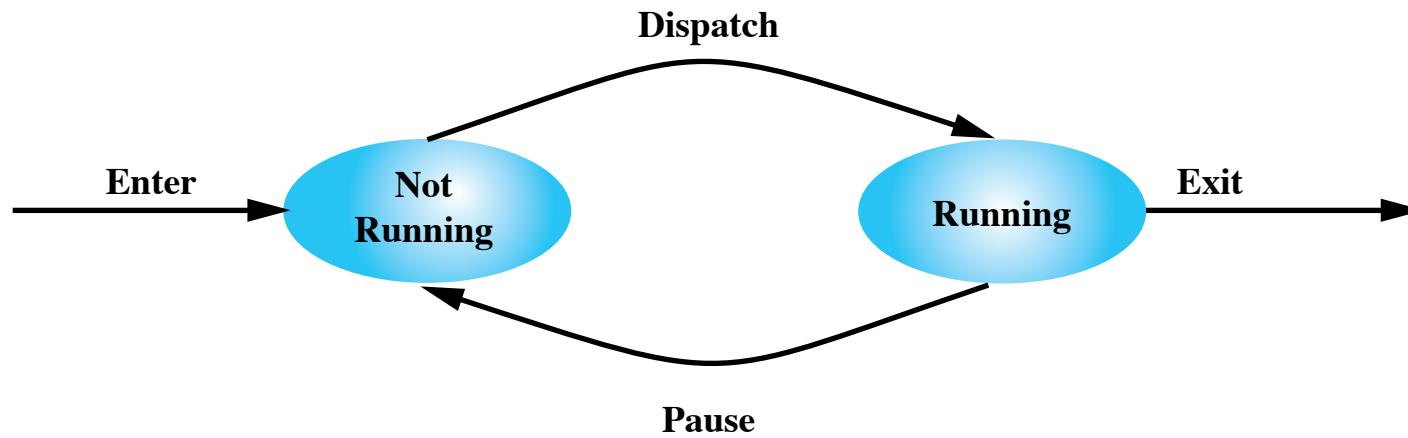 Dispatch
Enter
Not
Running
Running
Exit
Pause